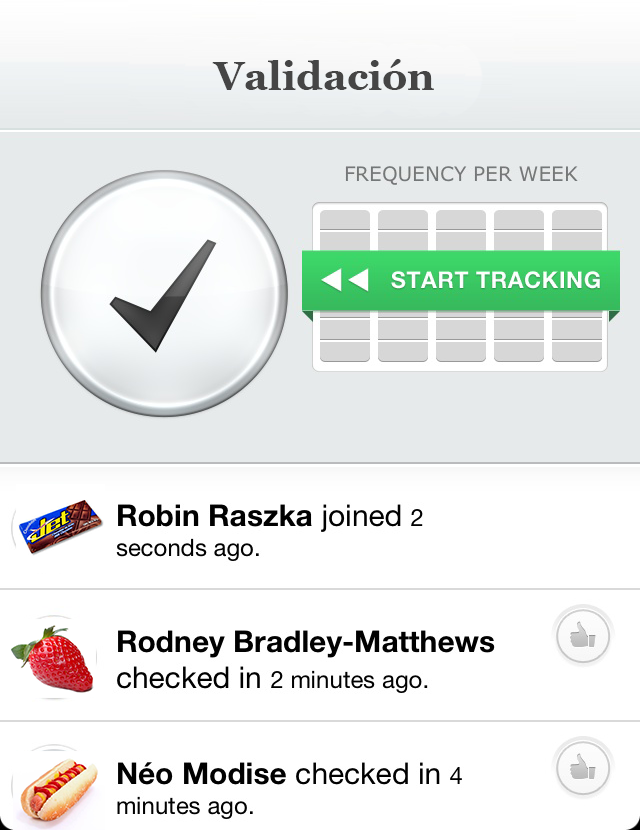 Validación
FREQUENCY PER WEEK
START TRACKING
Jet
Robin Raszka joined 2
seconds ago.
Rodney Bradley-Matthews
checked in 2 minutes ago.
Néo Modise checked in 4
minutes ago.